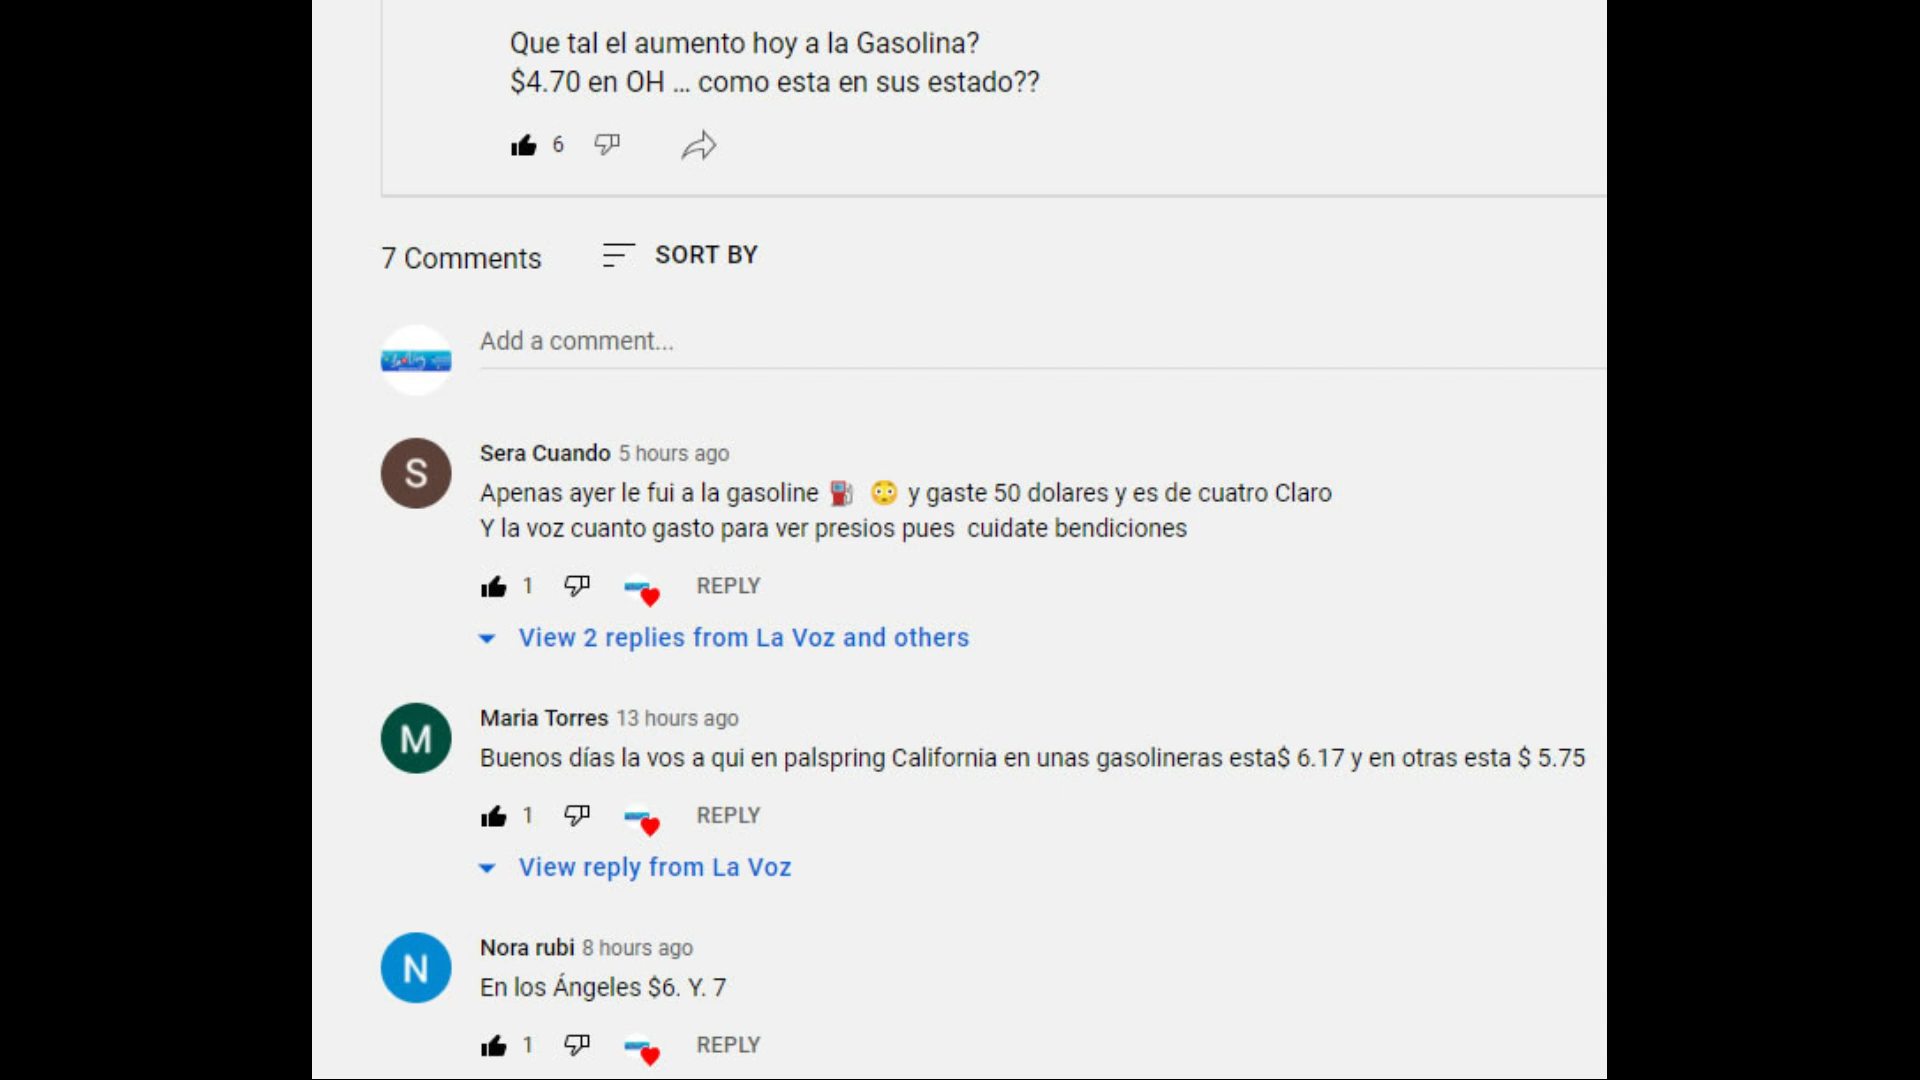 Que tal el aumento hoy a la Gasolina?
$4.70 en OH ... como esta en sus estado??
6
7 Comments SORT BY
Add a comment...
S
Sera Cuando 5 hours ago
Apenas ayer le fui a la gasoline ⛽ 😳 y gaste 50 dolares y es de cuatro Claro
Y la voz cuanto gasto para ver presios pues cuidate bendiciones
1 REPLY
View 2 replies from La Voz and others
M
Maria Torres 13 hours ago
Buenos días la vos a qui en palspring California en unas gasolineras esta$ 6.17 y en otras esta $ 5.75
1 REPLY
View reply from La Voz
N
Nora rubi 8 hours ago
En los Ángeles $6. Y. 7
1 REPLY